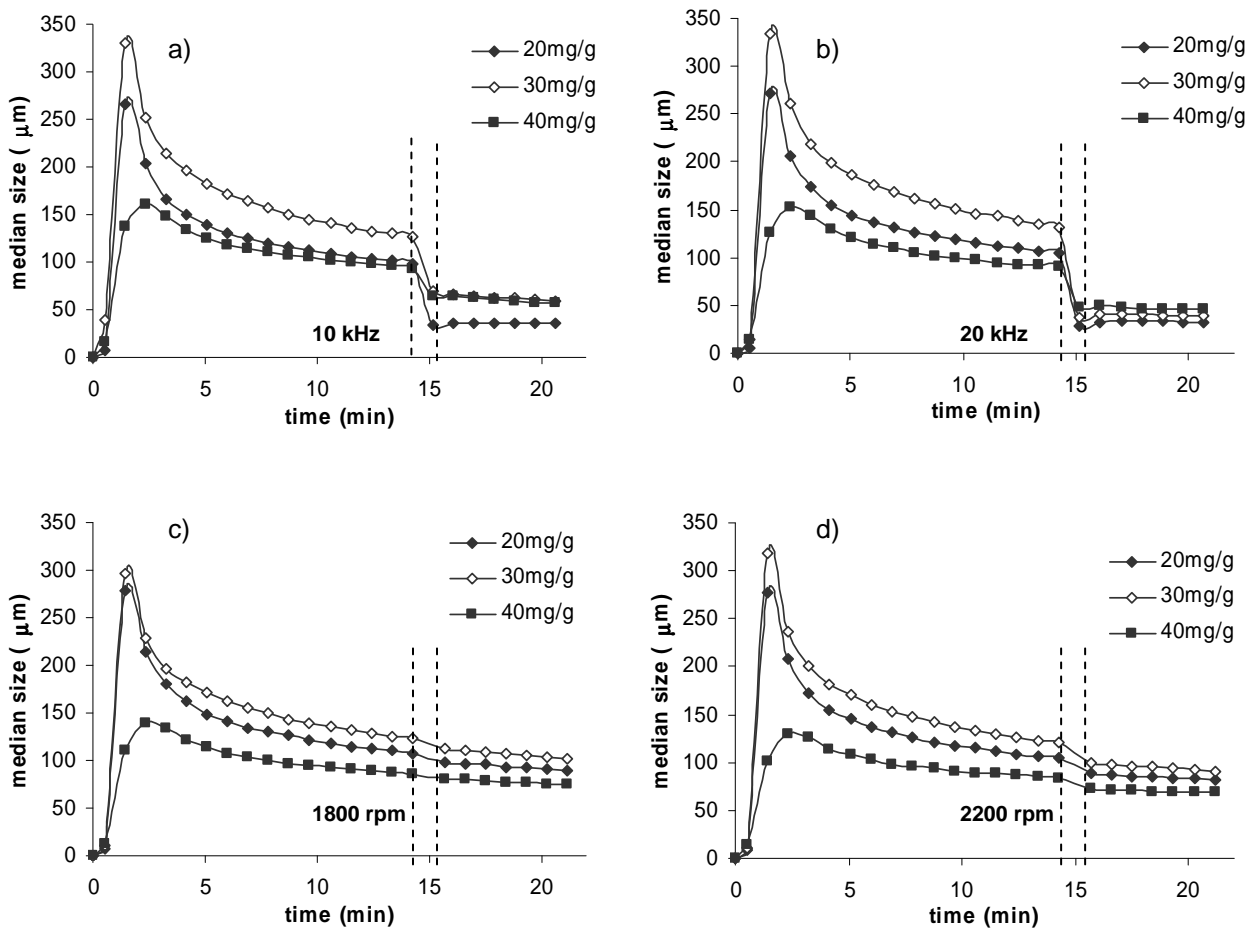 a)
median size ( μm)
350
300
250
200
150
100
50
0
20mg/g
30mg/g
40mg/g
10 kHz
0 5 10 15 20
time (min)
b)
median size ( μm)
350
300
250
200
150
100
50
0
20mg/g
30mg/g
40mg/g
20 kHz
0 5 10 15 20
time (min)
c)
median size ( μm)
350
300
250
200
150
100
50
0
20mg/g
30mg/g
40mg/g
1800 rpm
0 5 10 15 20
time (min)
d)
median size ( μm)
350
300
250
200
150
100
50
0
20mg/g
30mg/g
40mg/g
2200 rpm
0 5 10 15 20
time (min)